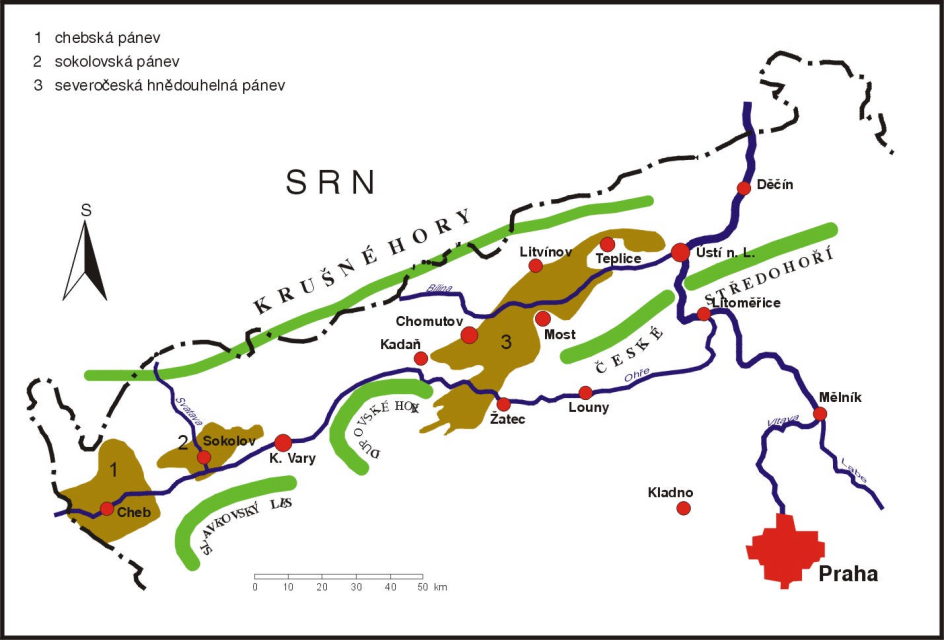 1 chebská pánev
2 sokolovská pánev
3 severočeská hnědouhelná pánev
SRN
S
Děčín
KRUŠNÉ HORY
Litvínov
Teplice
Ústí n. L.
STŘEDOHOŘÍ
Bílina
Litoměřice
Chomutov
Most
ČESKÉ
Kadaň
3
Ohře
Svatava
Mělník
Louny
Žatec
DUPOVSKÉ HORY
Vltava
2
Sokolov
K. Vary
1
Labe
Kladno
Cheb
SLAVKOVSKÝ LES
Praha
0 10 20 30 40 50 km